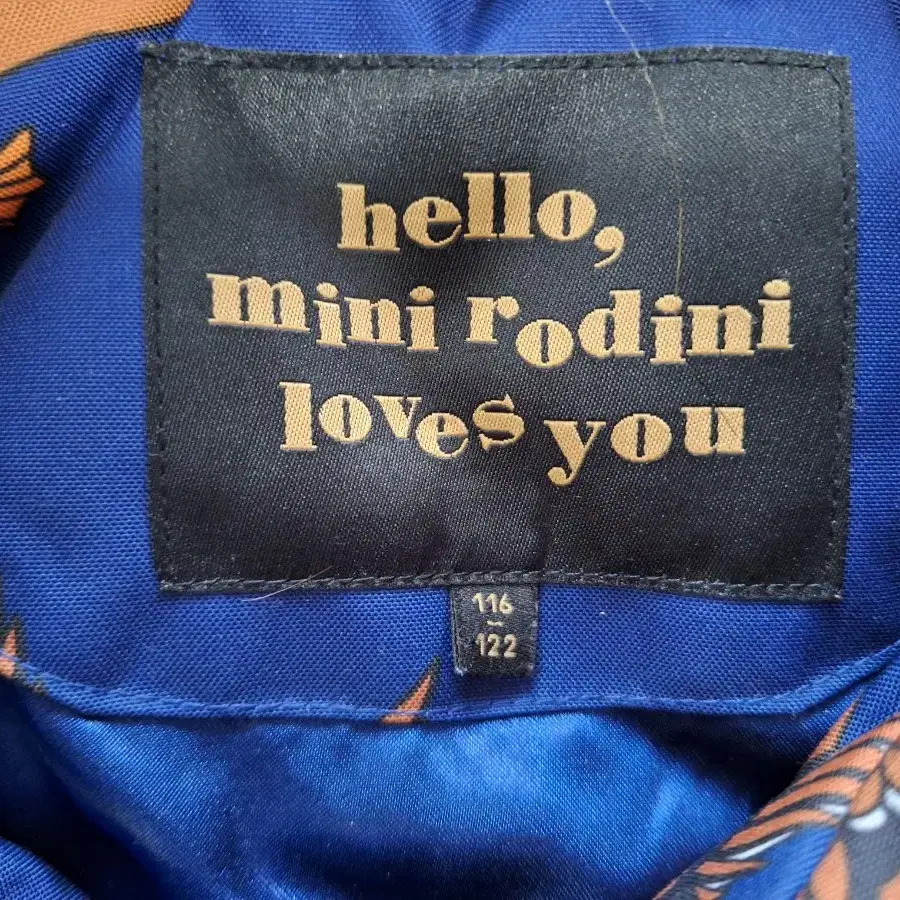 hello,
mini rodini
loves you
116
–
122